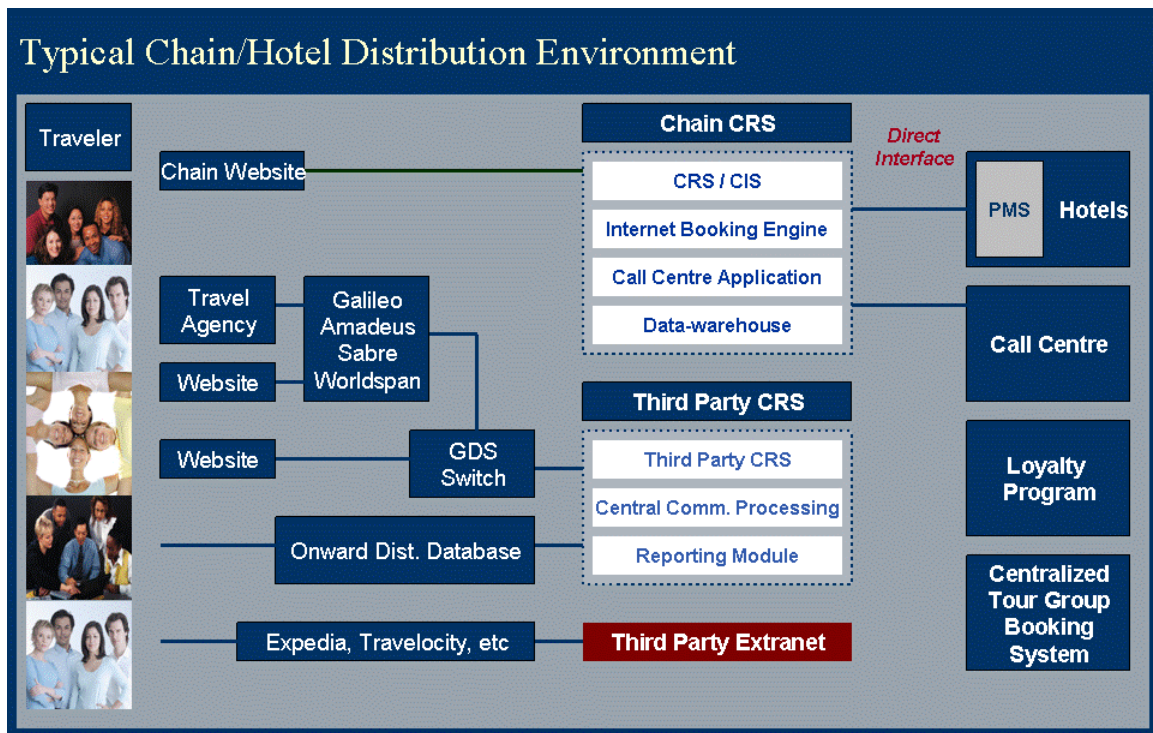 Typical Chain/Hotel Distribution Environment
Traveler
Chain Website
Travel
Agency
Website
Website
Galileo
Amadeus
Sabre
Worldspan
GDS
Switch
Onward Dist. Database
Expedia, Travelocity, etc
Chain CRS
CRS / CIS
Internet Booking Engine
Call Centre Application
Data-warehouse
Third Party CRS
Third Party CRS
Central Comm. Processing
Reporting Module
Third Party Extranet
Direct
Interface
PMS
Hotels
Call Centre
Loyalty
Program
Centralized
Tour Group
Booking
System